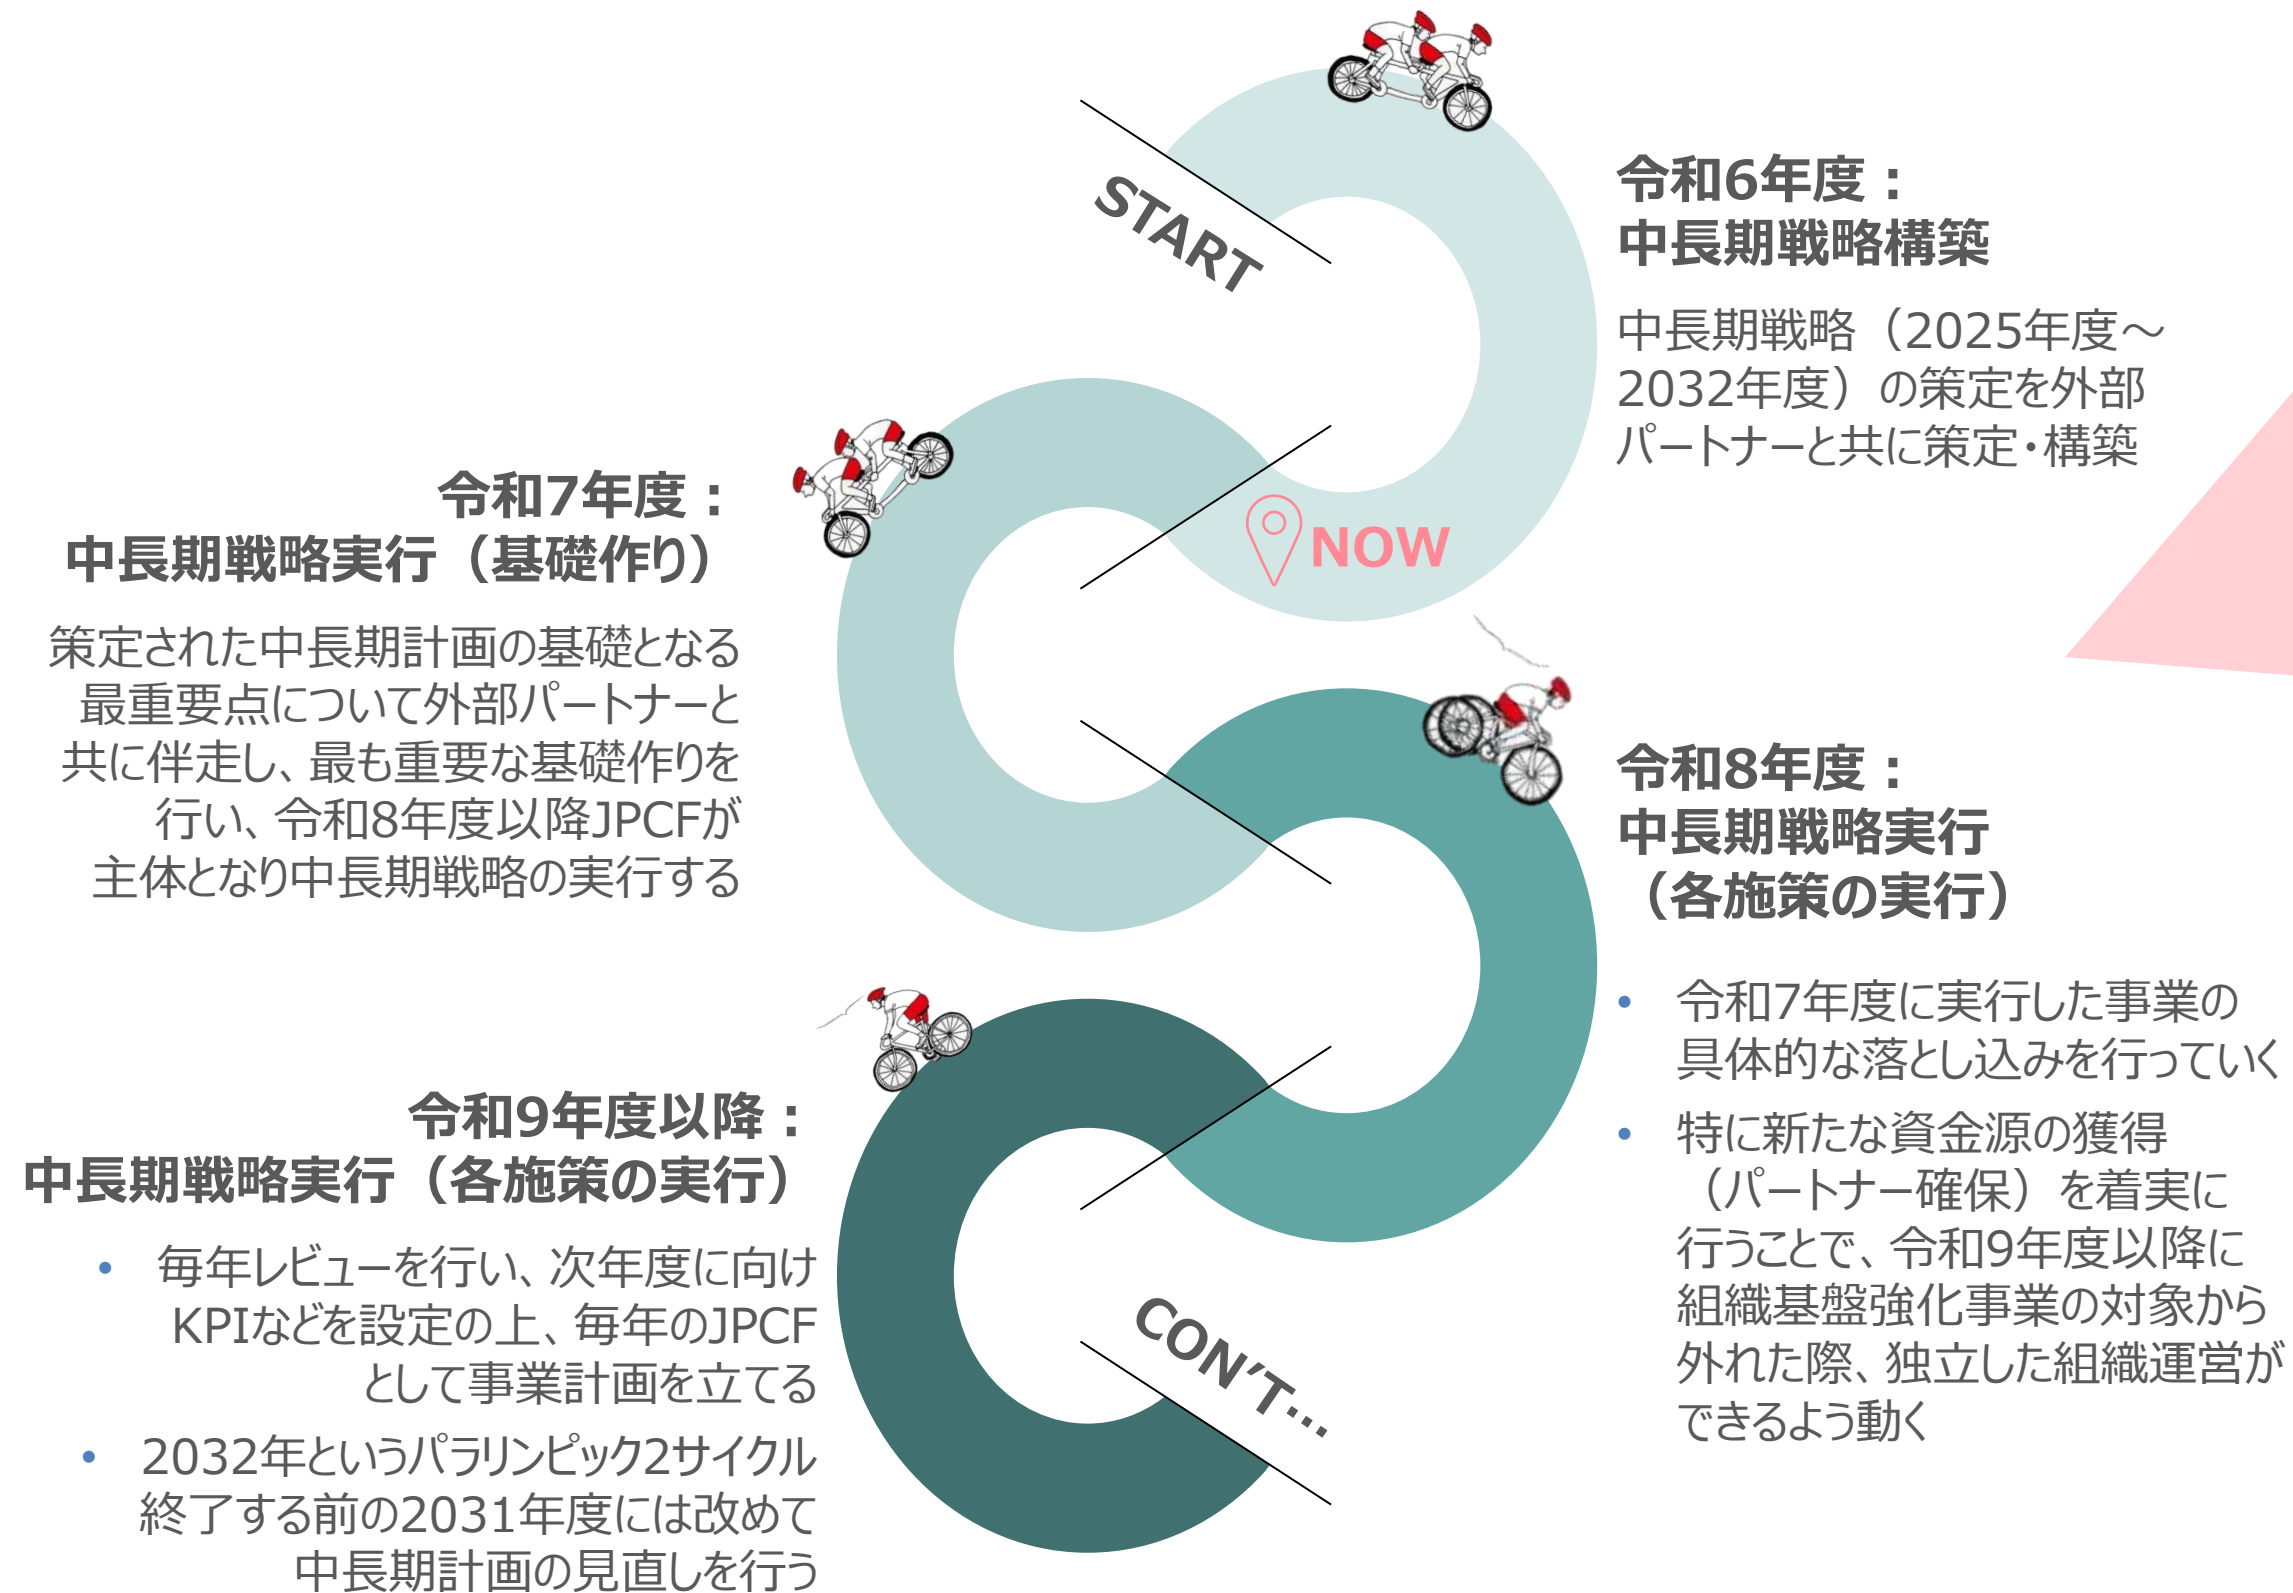 START
令和6年度：
中長期戦略構築
中長期戦略（2025年度～
2032年度）の策定を外部
パートナーと共に策定・構築
NOW
令和7年度：
中長期戦略実行（基礎作り）
策定された中長期計画の基礎となる
最重要点について外部パートナーと
共に伴走し、最も重要な基礎作りを
行い、令和8年度以降JPCFが
主体となり中長期戦略の実行する
令和8年度：
中長期戦略実行
（各施策の実行）
• 令和7年度に実行した事業の
具体的な落とし込みを行っていく
• 特に新たな資金源の獲得
（パートナー確保）を着実に
行うことで、令和9年度以降に
組織基盤強化事業の対象から
外れた際、独立した組織運営が
できるよう動く
令和9年度以降：
中長期戦略実行（各施策の実行）
• 毎年レビューを行い、次年度に向け
KPIなどを設定の上、毎年のJPCF
として事業計画を立てる
• 2032年というパラリンピック2サイクル
終了する前の2031年度には改めて
中長期計画の見直しを行う
CON'T…